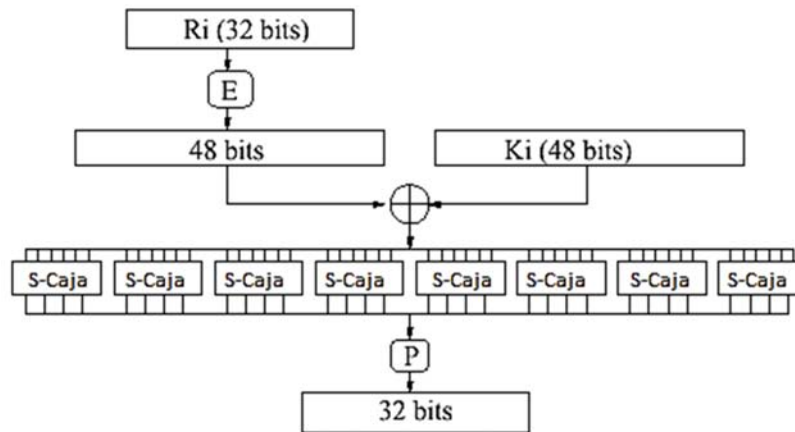 Ri (32 bits)
E
48 bits Ki (48 bits)
S-Caja S-Caja S-Caja S-Caja S-Caja S-Caja S-Caja S-Caja
P
32 bits